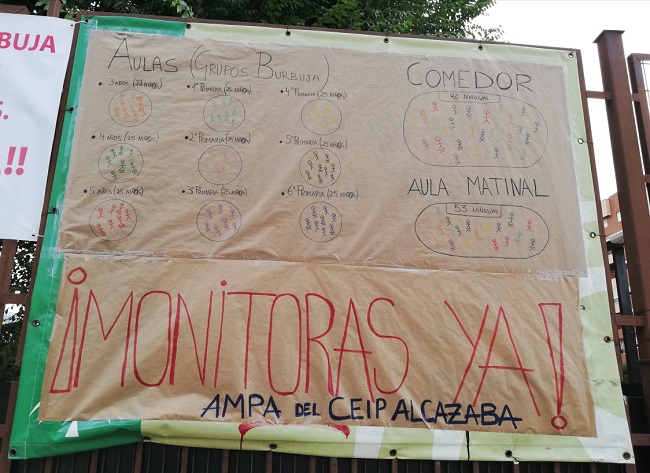 BUJA
S.
A!!
AULAS (GRUPOS BURBUJA)
• 3 AÑOS (22 NIÑOS)
• 1º PRIMARIA (25 NIÑOS)
• 4º PRIMARIA (25 NIÑOS)
• 4 AÑOS (25 NIÑOS)
• 2º PRIMARIA (25 NIÑOS)
• 5º PRIMARIA (25 NIÑOS)
• 5 AÑOS (25 NIÑOS)
• 3º PRIMARIA (25 NIÑOS)
• 6º PRIMARIA (25 NIÑOS)
COMEDOR
96 NIÑOS/AS
AULA MATINAL
53 NIÑOS/AS
¡MONITORAS YA!
AMPA DEL CEIP ALCAZABA